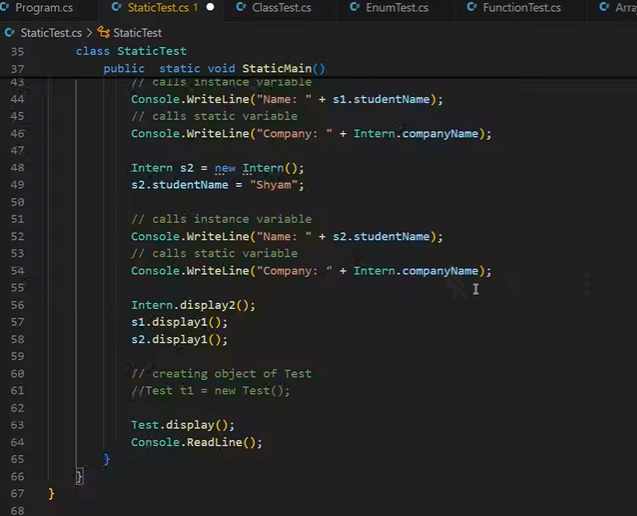 Program.cs StaticTest.cs 1 ClassTest.cs EnumTest.cs FunctionTest.cs Arra
StaticTest.cs > StaticTest
35 class StaticTest
37 public static void StaticMain()
43 // calls instance variable
44 Console.WriteLine("Name: " + s1.studentName);
45 // calls static variable
46 Console.WriteLine("Company: " + Intern.companyName);
47
48 Intern s2 = new Intern();
49 s2.studentName = "Shyam";
50
51 // calls instance variable
52 Console.WriteLine("Name: " + s2.studentName);
53 // calls static variable
54 Console.WriteLine("Company: " + Intern.companyName);
55
56 Intern.display2();
57 s1.display1();
58 s2.display1();
59
60 // creating object of Test
61 //Test t1 = new Test();
62
63 Test.display();
64 Console.ReadLine();
65 }
66 }
67 }
68